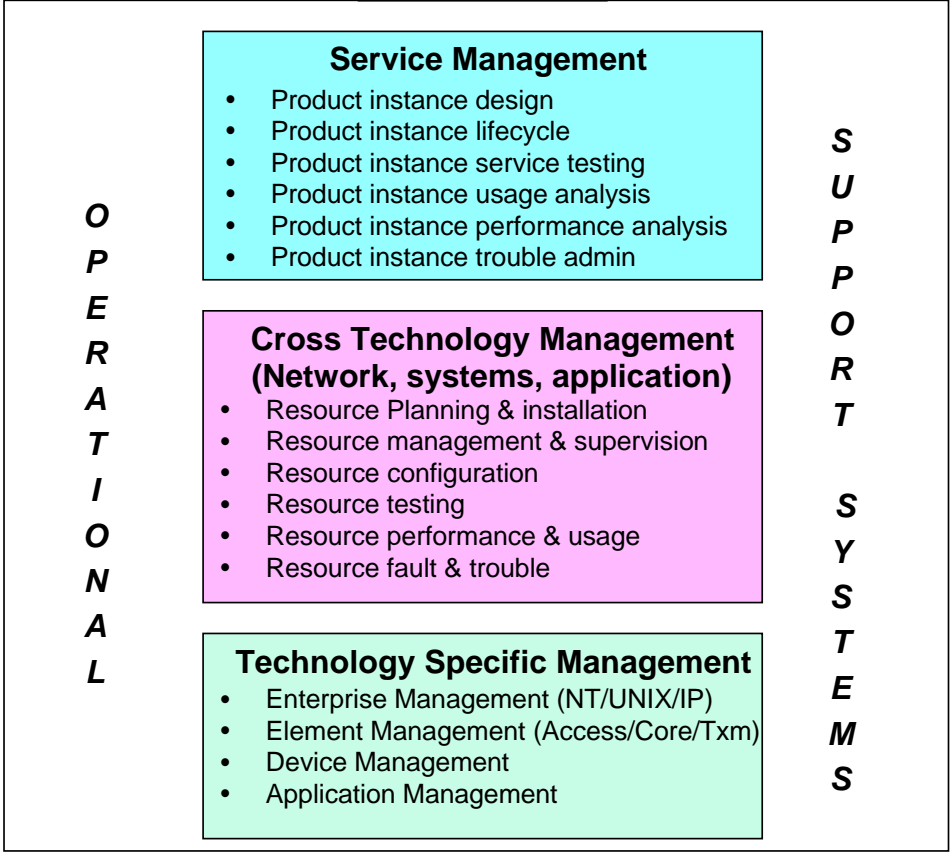 Service Management
• Product instance design
• Product instance lifecycle
• Product instance service testing
• Product instance usage analysis
• Product instance performance analysis
• Product instance trouble admin
Cross Technology Management
(Network, systems, application)
• Resource Planning & installation
• Resource management & supervision
• Resource configuration
• Resource testing
• Resource performance & usage
• Resource fault & trouble
Technology Specific Management
• Enterprise Management (NT/UNIX/IP)
• Element Management (Access/Core/Txm)
• Device Management
• Application Management
OPERATIONAL
SUPPORT SYSTEMS